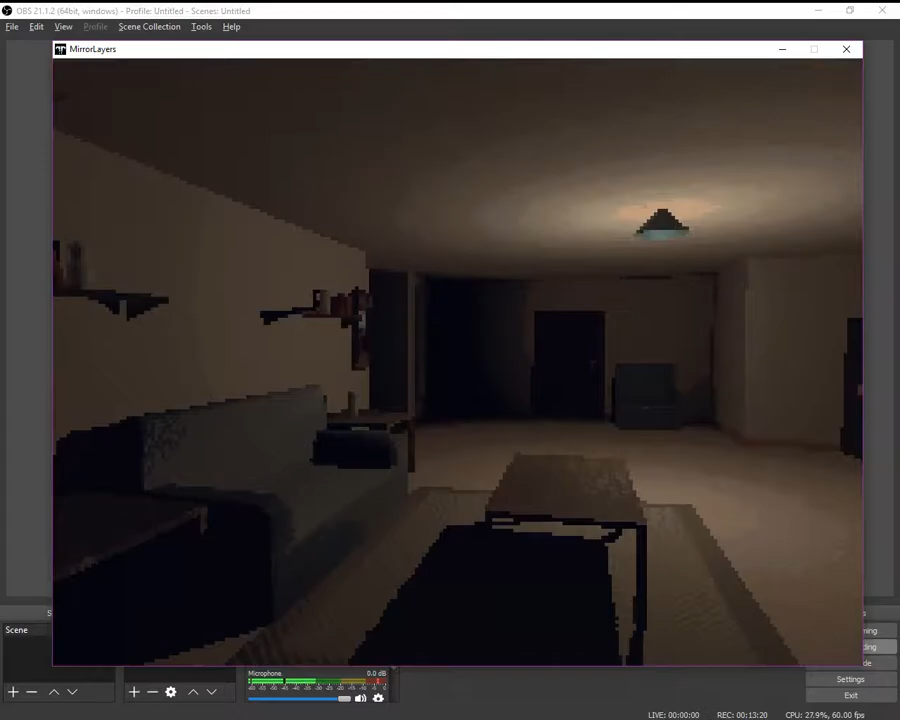 OBS 21.1.2 (64bit, windows) - Profile: Untitled - Scenes: Untitled
File Edit View Profile Scene Collection Tools Help
MirrorLayers
Scene
Microphone 0.0 dB
Settings
Exit
LIVE: 00:00:00 REC: 00:13:20 CPU: 27.9%, 60.00 fps